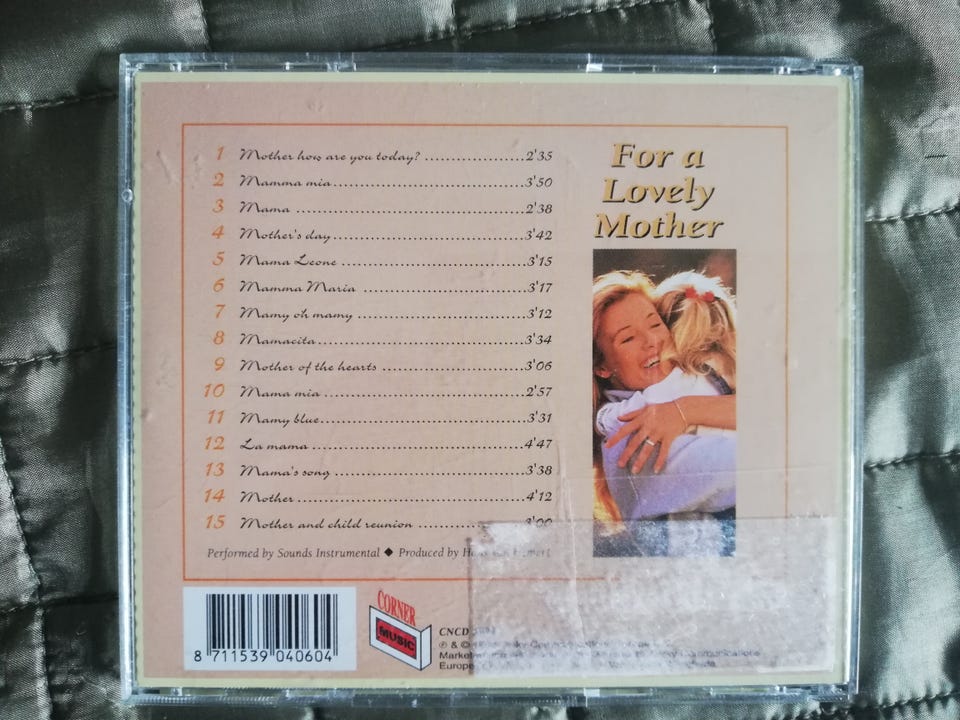 1 Mother how are you today? 2'35
2 Mamma mia 3'50
3 Mama 2'38
4 Mother's day 3'42
5 Mama Leone 3'15
6 Mamma Maria 3'17
7 Mamy oh mamy 3'12
8 Mamacita 3'34
9 Mother of the hearts 3'06
10 Mama mia 2'57
11 Mamy blue 3'31
12 La mama 4'47
13 Mama's song 3'38
14 Mother 4'12
15 Mother and child reunion 3'00
Performed by Sounds Instrumental ◆ Produced by
For a
Lovely
Mother
8 711539 040604
CORNER
MUSIC
CNCD
℗ & ©
Communications
Europe